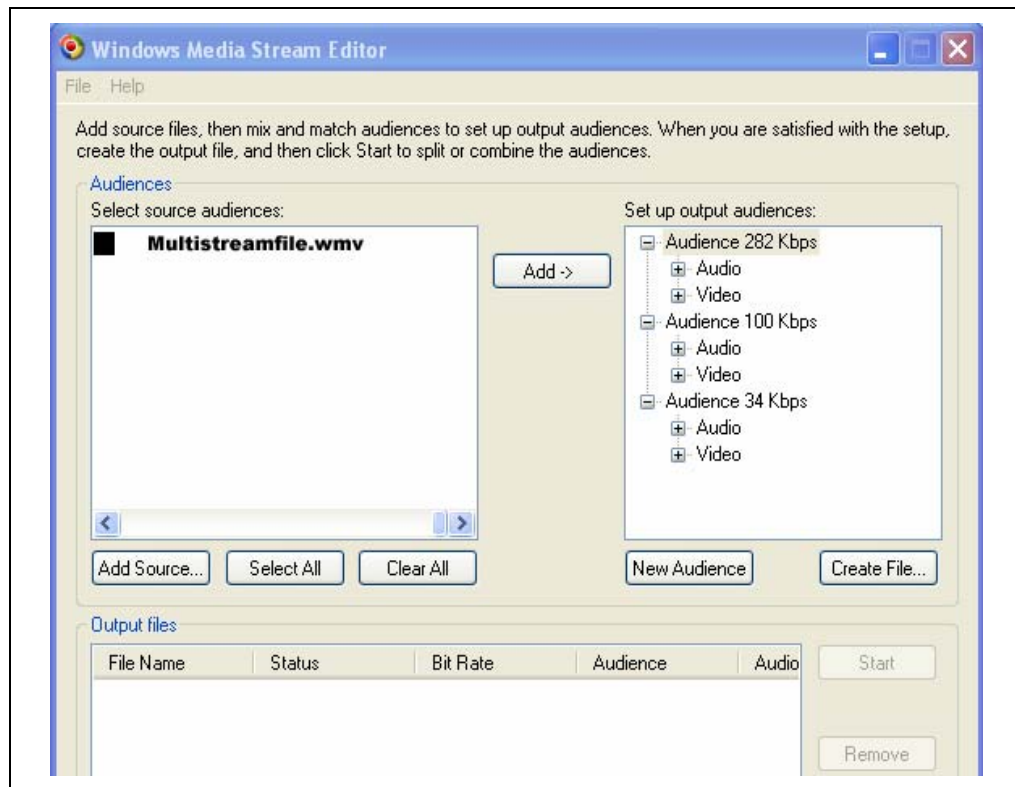 Windows Media Stream Editor
File Help
Add source files, then mix and match audiences to set up output audiences. When you are satisfied with the setup,
create the output file, and then click Start to split or combine the audiences.
Audiences
Select source audiences:
Multistreamfile.wmv
Add ->
Set up output audiences:
Audience 282 Kbps
Audio
Video
Audience 100 Kbps
Audio
Video
Audience 34 Kbps
Audio
Video
Add Source...
Select All
Clear All
New Audience
Create File...
Output files
File Name Status Bit Rate Audience Audio
Start
Remove